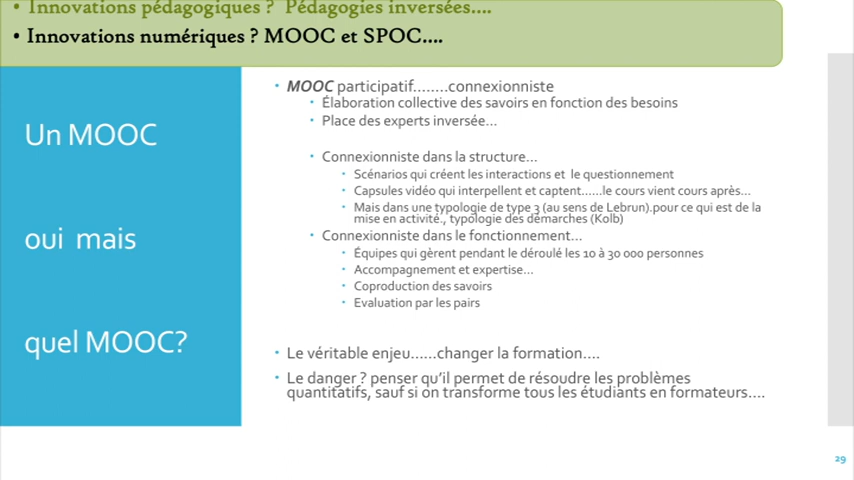 • Innovations pédagogiques ? Pédagogies inversées....
• Innovations numériques ? MOOC et SPOC....
Un MOOC
oui mais
quel MOOC?
• MOOC participatif........connexionniste
• Élaboration collective des savoirs en fonction des besoins
• Place des experts inversée...
• Connexionniste dans la structure...
• Scénarios qui créent les interactions et le questionnement
• Capsules vidéo qui interpellent et captent......le cours vient cours après...
• Mais dans une typologie de type 3 (au sens de Lebrun).pour ce qui est de la
mise en activité., typologie des démarches (Kolb)
• Connexionniste dans le fonctionnement...
• Équipes qui gèrent pendant le déroulé les 10 à 30 000 personnes
• Accompagnement et expertise...
• Coproduction des savoirs
• Evaluation par les pairs
• Le véritable enjeu......changer la formation....
• Le danger ? penser qu'il permet de résoudre les problèmes
quantitatifs, sauf si on transforme tous les étudiants en formateurs....
29